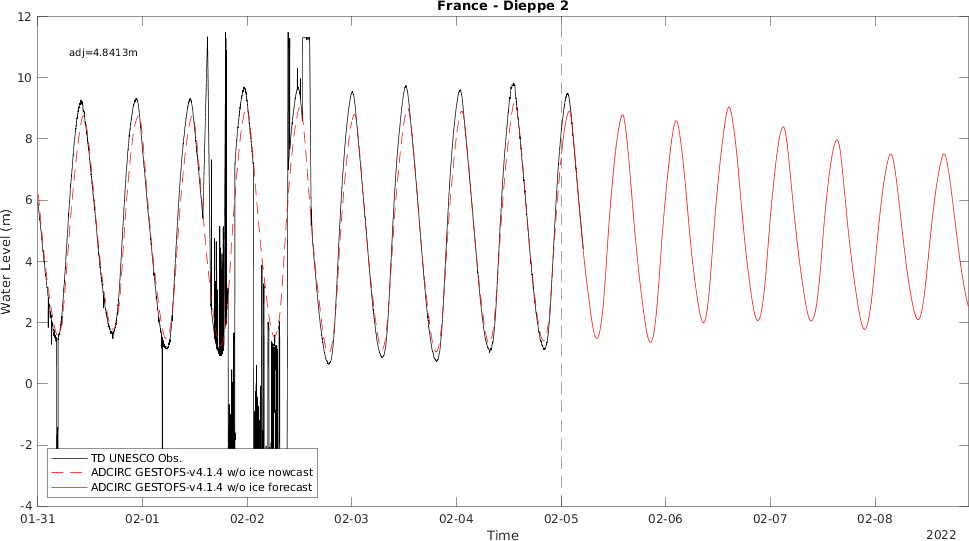 France - Dieppe 2
12
adj=4.8413m
10
8
6
4
2
0
-2
-4
Water Level (m)
TD UNESCO Obs.
ADCIRC GESTOFS-v4.1.4 w/o ice nowcast
ADCIRC GESTOFS-v4.1.4 w/o ice forecast
01-31 02-01 02-02 02-03 02-04 02-05 02-06 02-07 02-08
Time
2022